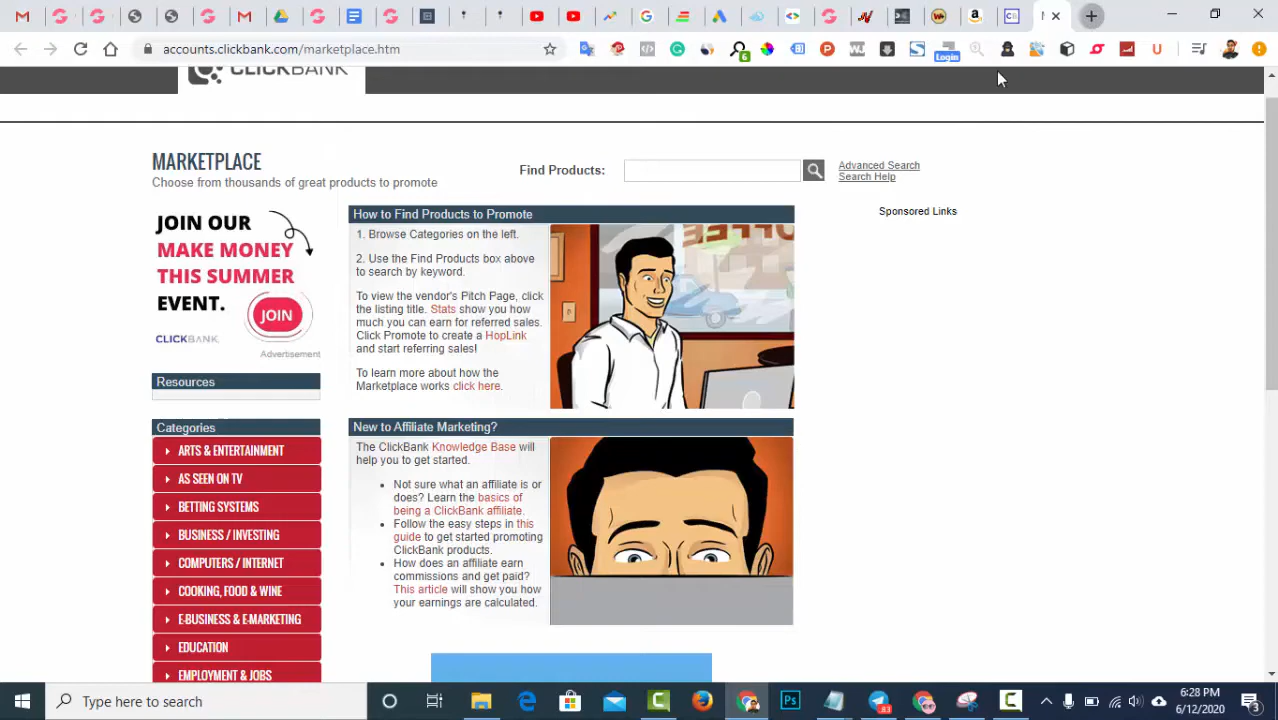 accounts.clickbank.com/marketplace.htm
6
Login
CLICKBANK
MARKETPLACE
Choose from thousands of great products to promote
Find Products:
Advanced Search
Search Help
JOIN OUR
MAKE MONEY
THIS SUMMER
EVENT.
JOIN
CLICKBANK
Advertisement
Resources
Categories
ARTS & ENTERTAINMENT
AS SEEN ON TV
BETTING SYSTEMS
BUSINESS / INVESTING
COMPUTERS / INTERNET
COOKING, FOOD & WINE
E-BUSINESS & E-MARKETING
EDUCATION
EMPLOYMENT & JOBS
How to Find Products to Promote
1. Browse Categories on the left.
2. Use the Find Products box above
to search by keyword.
To view the vendor's Pitch Page, click
the listing title. Stats show you how
much you can earn for referred sales.
Click Promote to create a HopLink
and start referring sales!
To learn more about how the
Marketplace works click here.
New to Affiliate Marketing?
The ClickBank Knowledge Base will
help you to get started.
• Not sure what an affiliate is or
does? Learn the basics of
being a ClickBank affiliate.
• Follow the easy steps in this
guide to get started promoting
ClickBank products.
• How does an affiliate earn
commissions and get paid?
This article will show you how
your earnings are calculated.
Sponsored Links
Type here to search
6:28 PM
6/12/2020
3